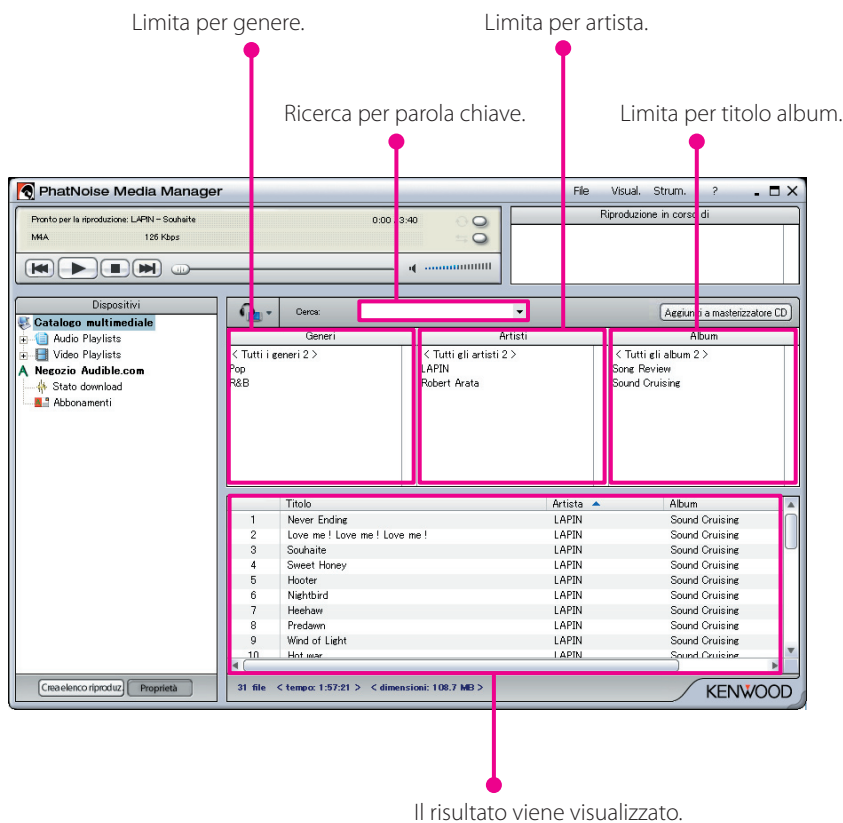 Limita per genere.
Limita per artista.
Ricerca per parola chiave.
Limita per titolo album.
PhatNoise Media Manager
File Visual. Strum. ?
Pronto per la riproduzione: LAPIN – Souhaite 0:00 / 3:40
M4A 126 Kbps
Riproduzione in corso di
Dispositivi
Catalogo multimediale
Audio Playlists
Video Playlists
Negozio Audible.com
Stato download
Abbonamenti
Cerca:
Aggiungi a masterizzatore CD
Generi Artisti Album
< Tutti i generi 2 > < Tutti gli artisti 2 > < Tutti gli album 2 >
Pop LAPIN Song Review
R&B Robert Arata Sound Cruising
Titolo Artista Album
1 Never Ending LAPIN Sound Cruising
2 Love me ! Love me ! Love me ! LAPIN Sound Cruising
3 Souhaite LAPIN Sound Cruising
4 Sweet Honey LAPIN Sound Cruising
5 Hooter LAPIN Sound Cruising
6 Nightbird LAPIN Sound Cruising
7 Heehaw LAPIN Sound Cruising
8 Predawn LAPIN Sound Cruising
9 Wind of Light LAPIN Sound Cruising
10 Hot war LAPIN Sound Cruising
Crea elenco riproduz. Proprietà
31 file < tempo: 1:57:21 > < dimensioni: 108.7 MB >
KENWOOD
Il risultato viene visualizzato.